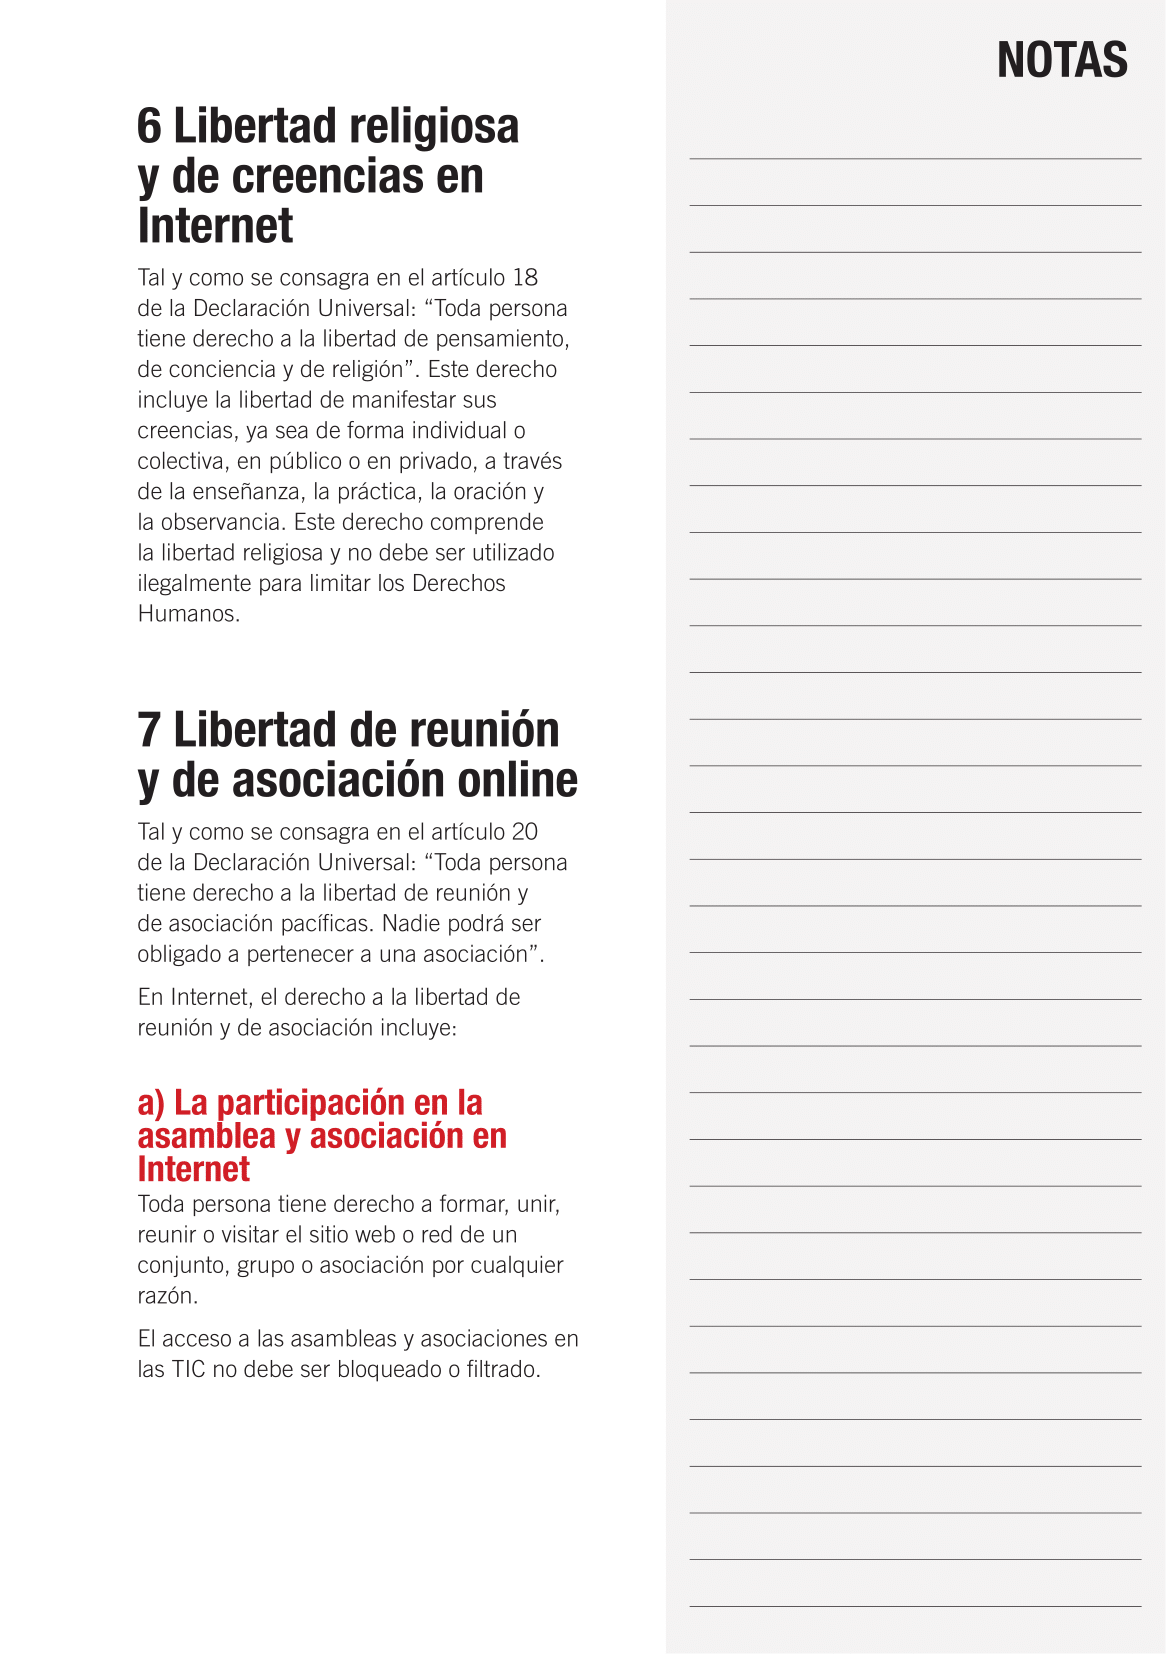 NOTAS
6 Libertad religiosa
y de creencias en
Internet
Tal y como se consagra en el artículo 18
de la Declaración Universal: “Toda persona
tiene derecho a la libertad de pensamiento,
de conciencia y de religión”. Este derecho
incluye la libertad de manifestar sus
creencias, ya sea de forma individual o
colectiva, en público o en privado, a través
de la enseñanza, la práctica, la oración y
la observancia. Este derecho comprende
la libertad religiosa y no debe ser utilizado
ilegalmente para limitar los Derechos
Humanos.
7 Libertad de reunión
y de asociación online
Tal y como se consagra en el artículo 20
de la Declaración Universal: “Toda persona
tiene derecho a la libertad de reunión y
de asociación pacíficas. Nadie podrá ser
obligado a pertenecer a una asociación”.
En Internet, el derecho a la libertad de
reunión y de asociación incluye:
a) La participación en la
asamblea y asociación en
Internet
Toda persona tiene derecho a formar, unir,
reunir o visitar el sitio web o red de un
conjunto, grupo o asociación por cualquier
razón.
El acceso a las asambleas y asociaciones en
las TIC no debe ser bloqueado o filtrado.